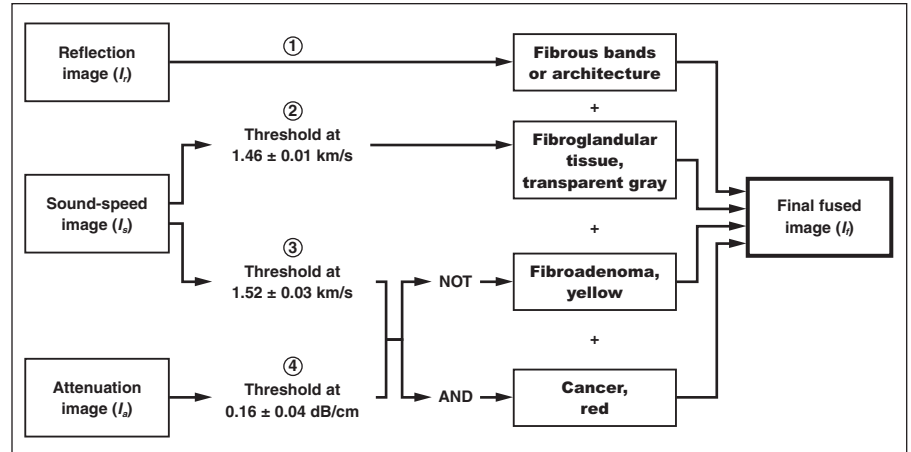 Reflection
image (Ir)
①
Fibrous bands
or architecture
+
②
Threshold at
1.46 ± 0.01 km/s
Fibroglandular
tissue,
transparent gray
Sound-speed
image (Is)
Final fused
image (If)
+
③
Threshold at
1.52 ± 0.03 km/s
NOT
Fibroadenoma,
yellow
+
④
Attenuation
image (Ia)
Threshold at
0.16 ± 0.04 dB/cm
AND
Cancer,
red